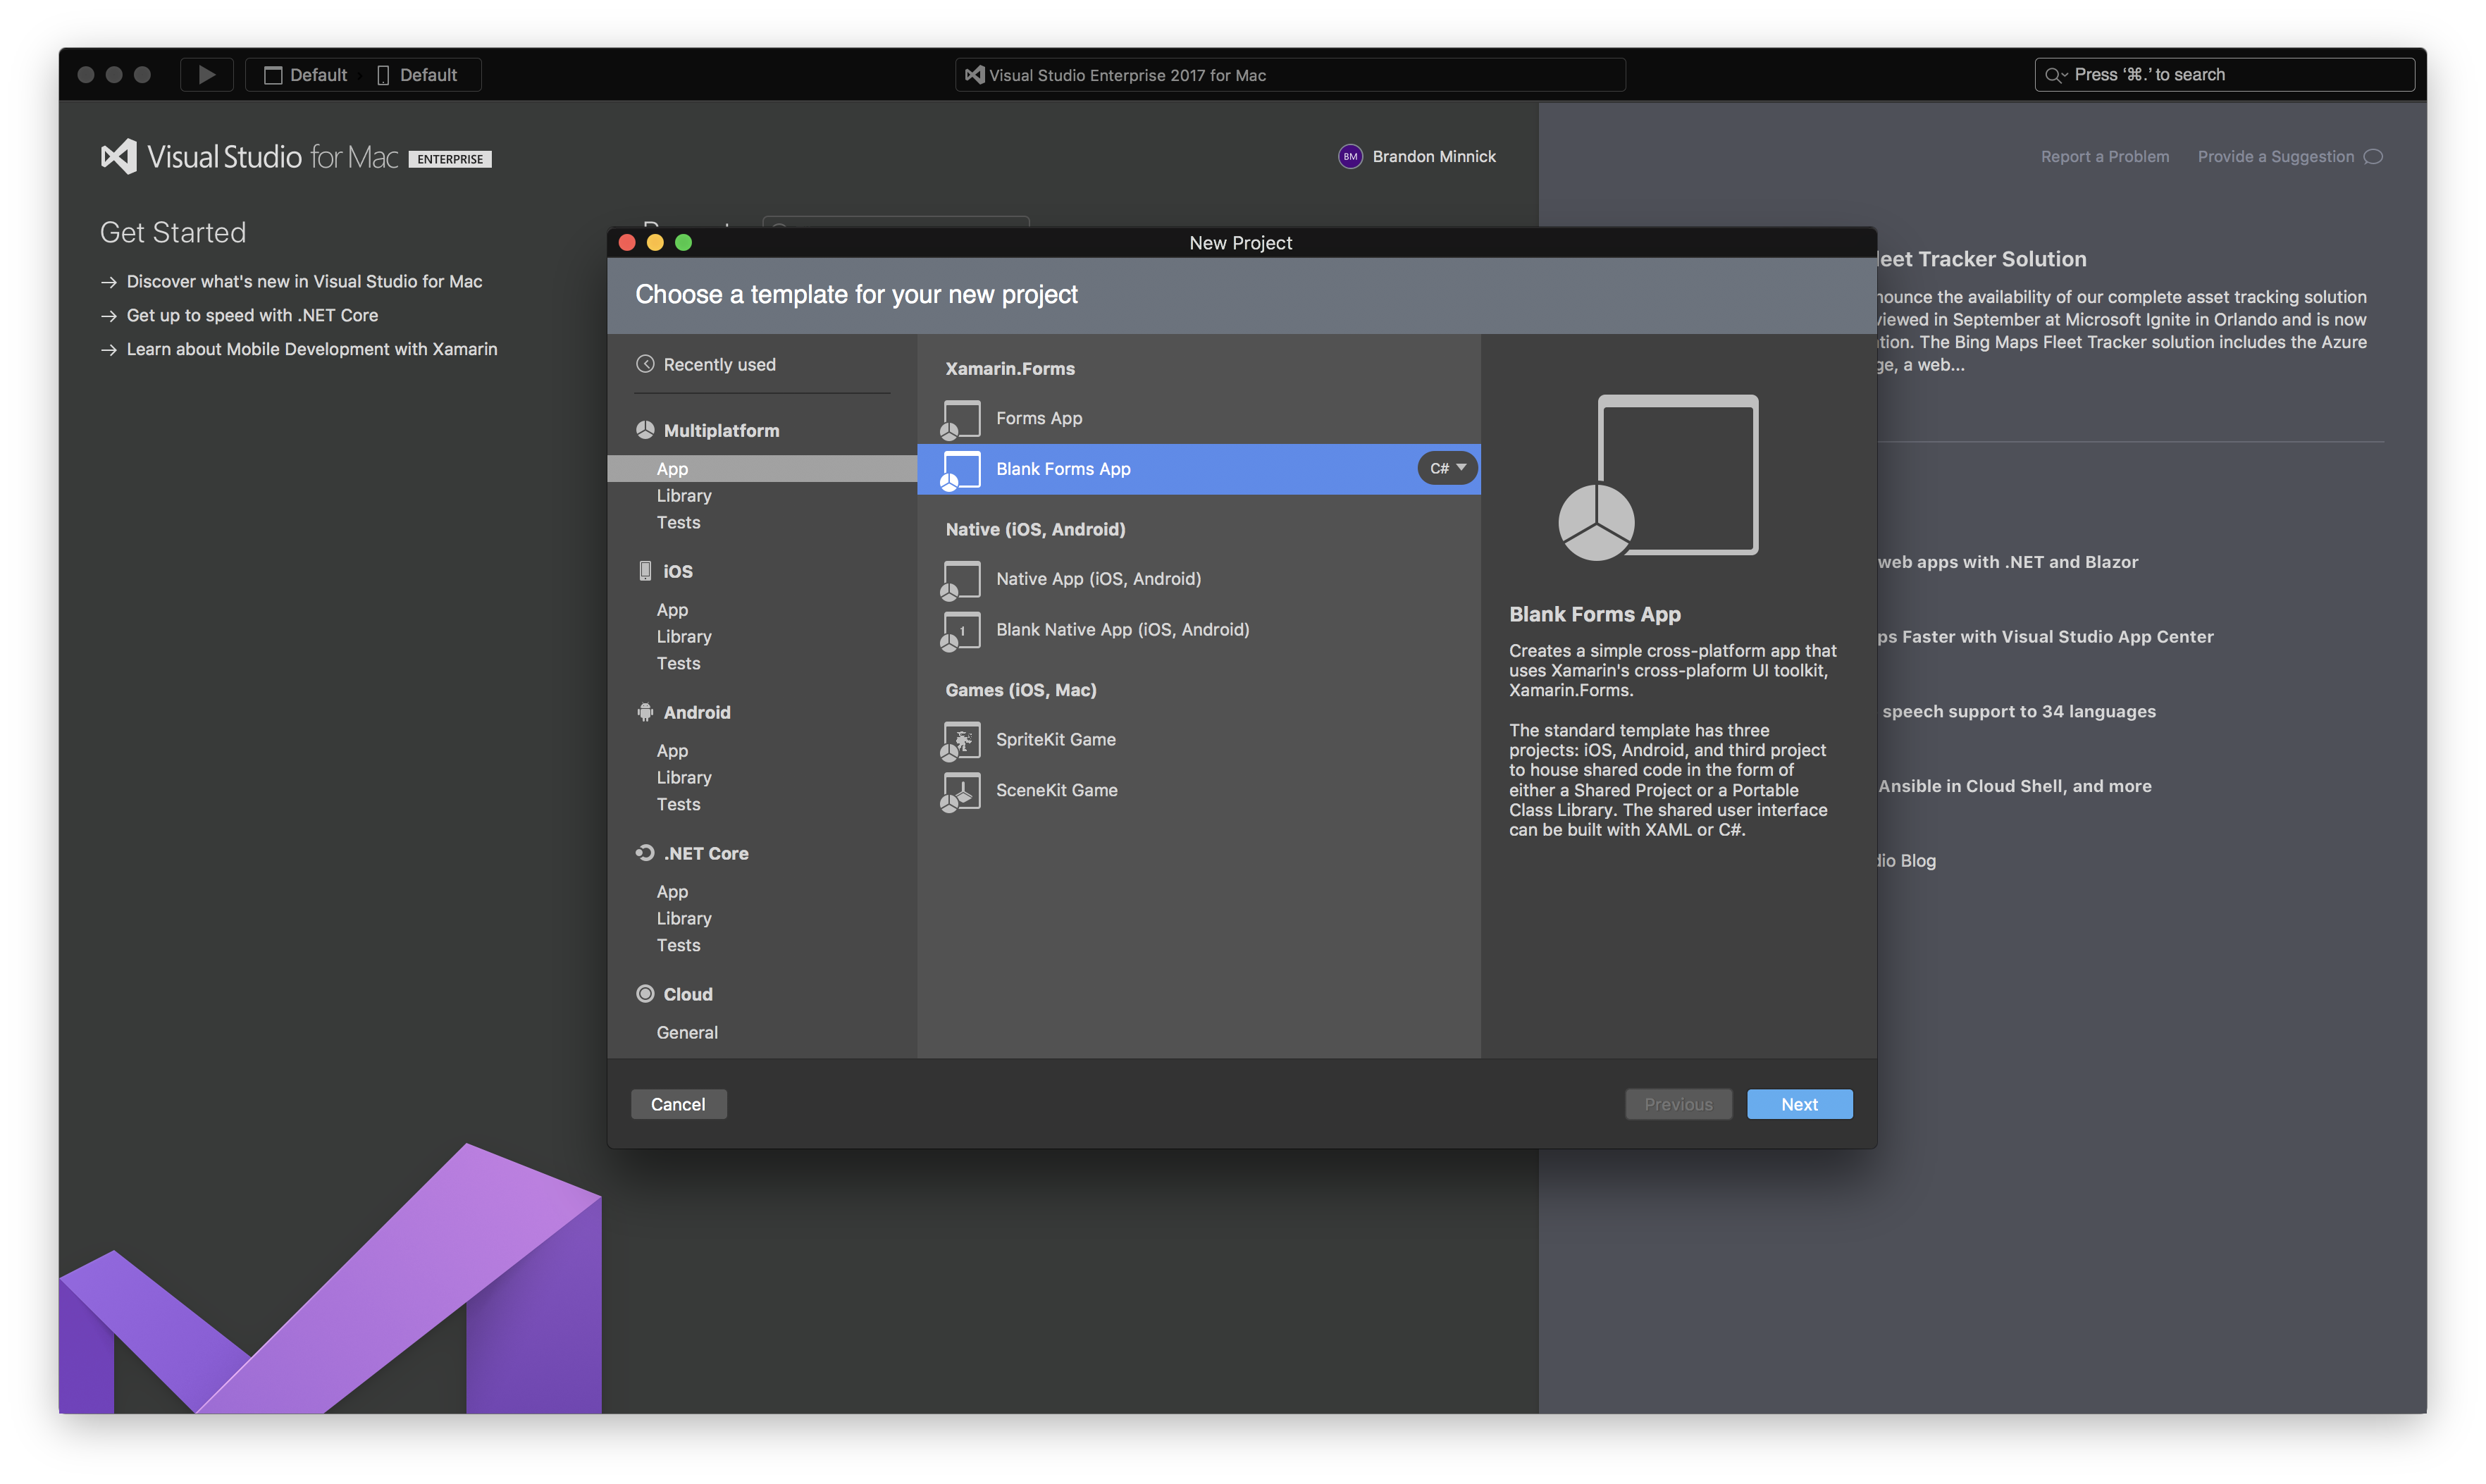 Default
Default
Visual Studio Enterprise 2017 for Mac
Press ‘⌘.’ to search
Visual Studio for Mac ENTERPRISE
BM Brandon Minnick
Report a Problem
Provide a Suggestion
Get Started
→ Discover what's new in Visual Studio for Mac
→ Get up to speed with .NET Core
→ Learn about Mobile Development with Xamarin
New Project
Choose a template for your new project
Recently used
Multiplatform
App
Library
Tests
iOS
App
Library
Tests
Android
App
Library
Tests
.NET Core
App
Library
Tests
Cloud
General
Xamarin.Forms
Forms App
Blank Forms App
C#
Native (iOS, Android)
Native App (iOS, Android)
1
Blank Native App (iOS, Android)
Games (iOS, Mac)
SpriteKit Game
SceneKit Game
Blank Forms App
Creates a simple cross-platform app that
uses Xamarin's cross-plaform UI toolkit,
Xamarin.Forms.
The standard template has three
projects: iOS, Android, and third project
to house shared code in the form of
either a Shared Project or a Portable
Class Library. The shared user interface
can be built with XAML or C#.
Cancel
Previous
Next
Tracker Solution
the availability of our complete asset tracking solution
in September at Microsoft Ignite in Orlando and is now
The Bing Maps Fleet Tracker solution includes the Azure
a web...
web apps with .NET and Blazor
Faster with Visual Studio App Center
speech support to 34 languages
Ansible in Cloud Shell, and more
Blog